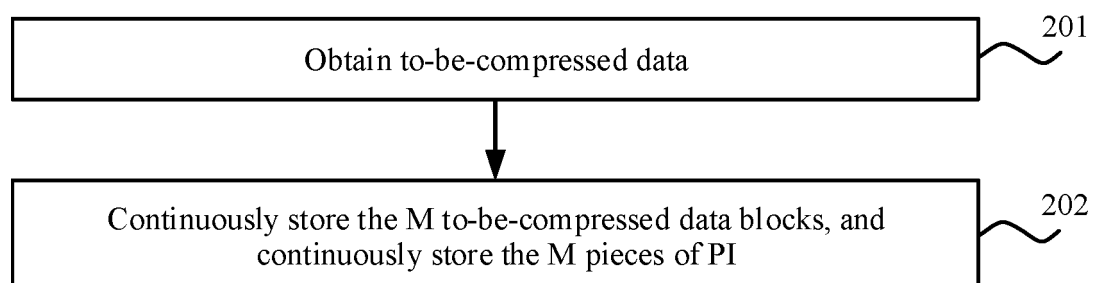 201
Obtain to-be-compressed data
202
Continuously store the M to-be-compressed data blocks, and
continuously store the M pieces of PI